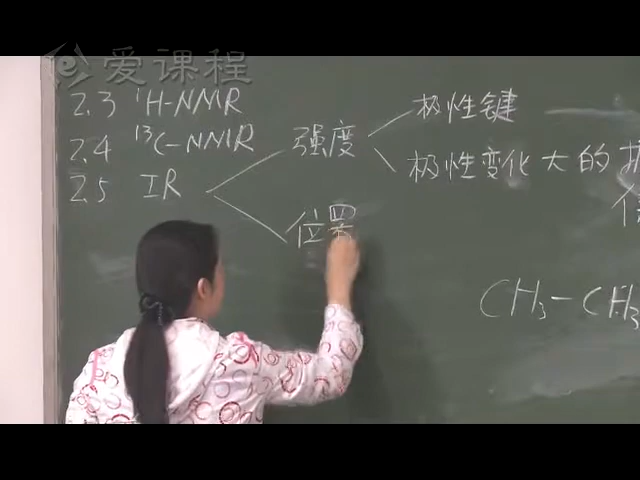 爱课程
2.3 ¹H-NMR
2.4 ¹³C-NMR
2.5 IR
强度
极性键
极性变化大的
位置
CH₃-CH₃